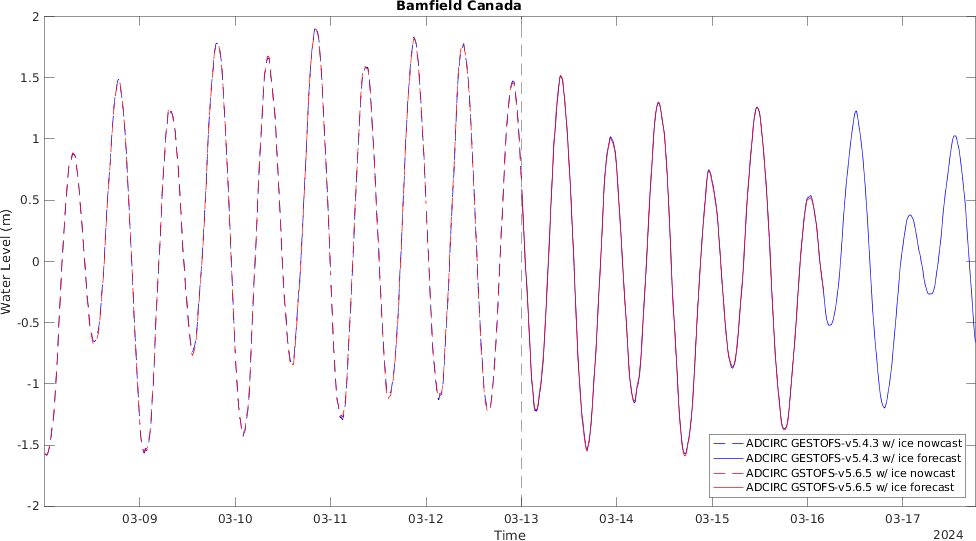 Bamfield Canada
2
1.5
1
0.5
0
-0.5
-1
-1.5
-2
Water Level (m)
03-09
03-10
03-11
03-12
03-13
03-14
03-15
03-16
03-17
Time
2024
ADCIRC GESTOFS-v5.4.3 w/ ice nowcast
ADCIRC GESTOFS-v5.4.3 w/ ice forecast
ADCIRC GSTOFS-v5.6.5 w/ ice nowcast
ADCIRC GSTOFS-v5.6.5 w/ ice forecast